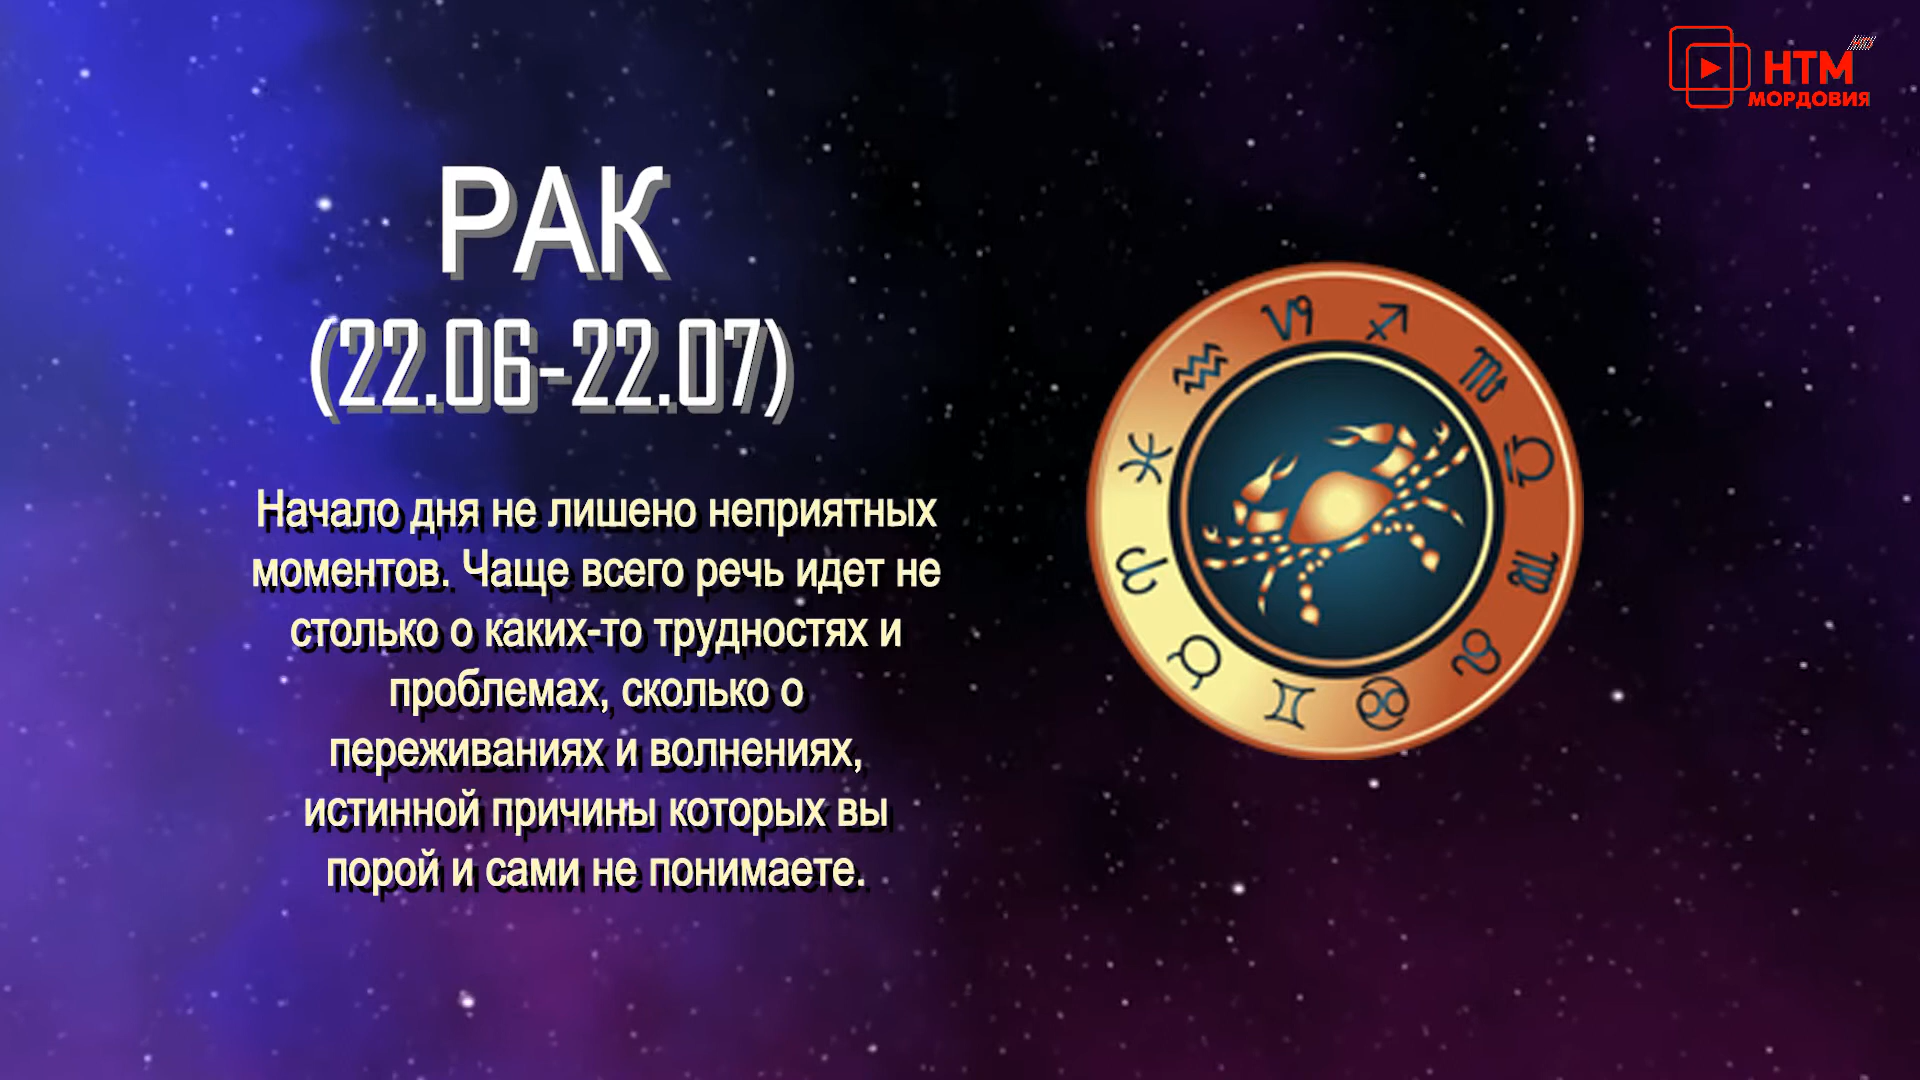 НТМ
МОРДОВИЯ
РАК
(22.06-22.07)
Начало дня не лишено неприятных
моментов. Чаще всего речь идет не
столько о каких-то трудностях и
проблемах, сколько о
переживаниях и волнениях,
истинной причины которых вы
порой и сами не понимаете.